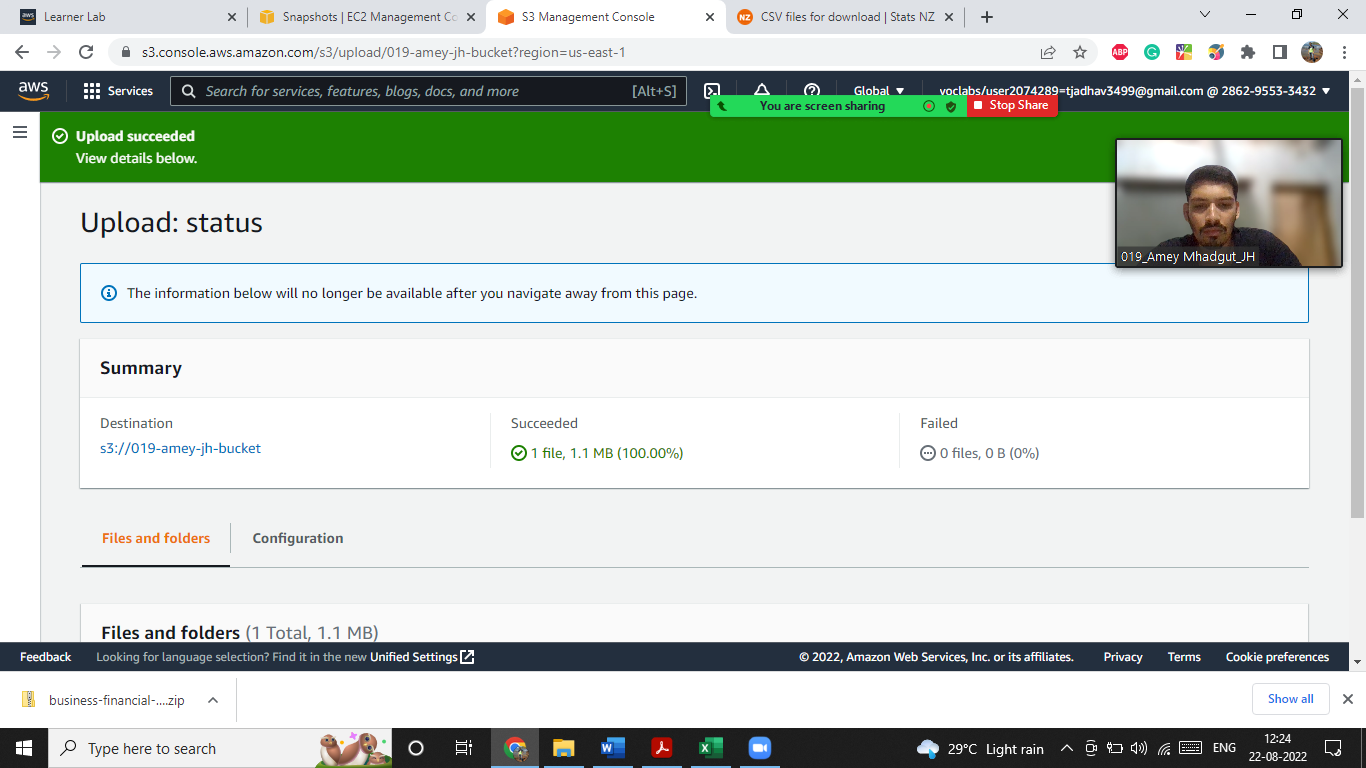 Learner Lab
Snapshots | EC2 Management Co
S3 Management Console
CSV files for download | Stats NZ
s3.console.aws.amazon.com/s3/upload/019-amey-jh-bucket?region=us-east-1
ABP
aws
Services
Search for services, features, blogs, docs, and more
[Alt+S]
Global
voclabs/user2074289=tjadhav3499@gmail.com @ 2862-9553-3432
You are screen sharing
Stop Share
Upload succeeded
View details below.
019_Amey Mhadgut_JH
Upload: status
The information below will no longer be available after you navigate away from this page.
Summary
Destination
s3://019-amey-jh-bucket
Succeeded
1 file, 1.1 MB (100.00%)
Failed
0 files, 0 B (0%)
Files and folders
Configuration
Files and folders (1 Total, 1.1 MB)
Feedback
Looking for language selection? Find it in the new Unified Settings
© 2022, Amazon Web Services, Inc. or its affiliates.
Privacy
Terms
Cookie preferences
business-financial-....zip
Show all
Type here to search
29°C Light rain
ENG
12:24
22-08-2022